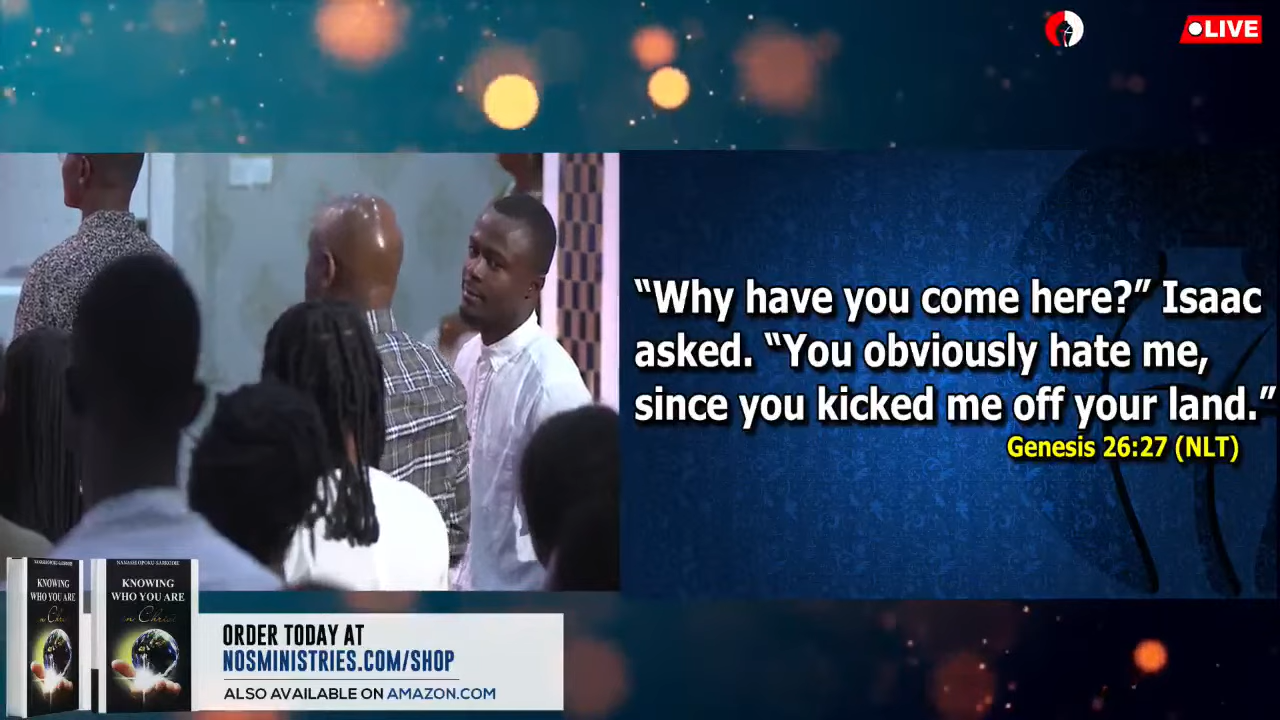 LIVE
“Why have you come here?” Isaac
asked. “You obviously hate me,
since you kicked me off your land.”
Genesis 26:27 (NLT)
KNOWING
WHO YOU ARE
in Christ
KNOWING
WHO YOU ARE
in Christ
ORDER TODAY AT
NOSMINISTRIES.COM/SHOP
ALSO AVAILABLE ON AMAZON.COM